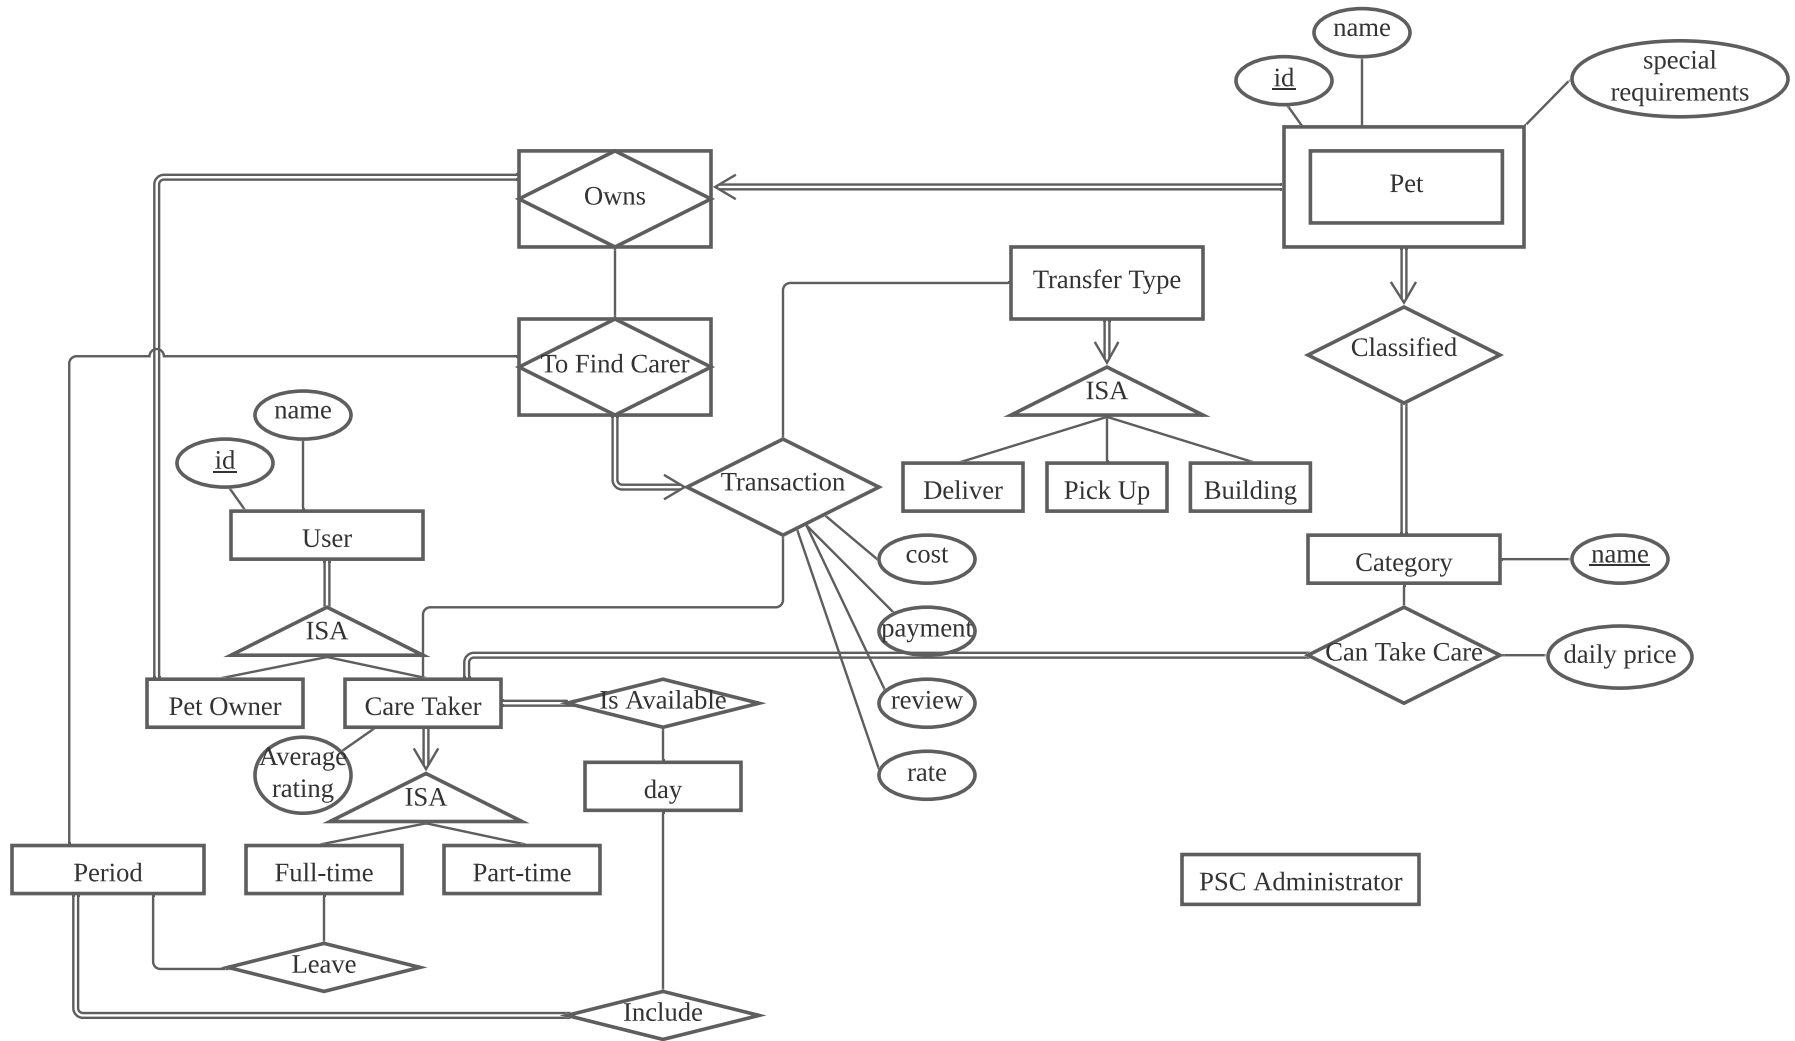 name
id
special
requirements
Pet
Owns
Transfer Type
Classified
To Find Carer
ISA
name
id
Transaction
Deliver
Pick Up
Building
User
cost
Category
name
ISA
payment
Can Take Care
daily price
Pet Owner
Care Taker
Is Available
review
Average
rating
rate
ISA
day
Period
Full-time
Part-time
PSC Administrator
Leave
Include